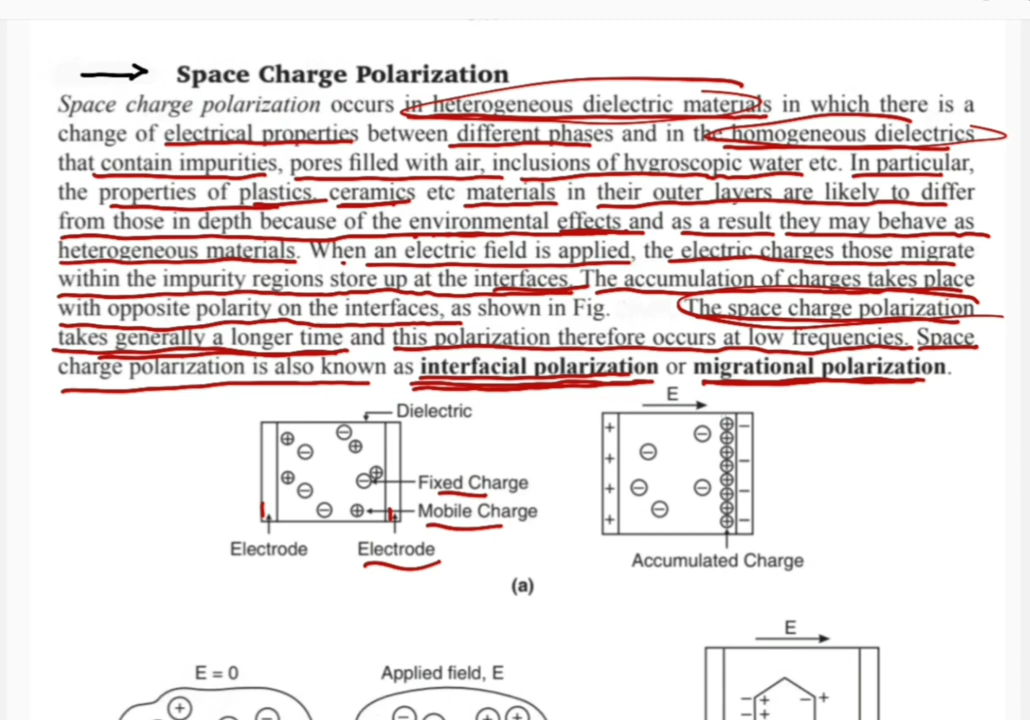 Space Charge Polarization
Space charge polarization occurs in heterogeneous dielectric materials in which there is a
change of electrical properties between different phases and in the homogeneous dielectrics
that contain impurities, pores filled with air, inclusions of hygroscopic water etc. In particular,
the properties of plastics, ceramics etc materials in their outer layers are likely to differ
from those in depth because of the environmental effects and as a result they may behave as
heterogeneous materials. When an electric field is applied, the electric charges those migrate
within the impurity regions store up at the interfaces. The accumulation of charges takes place
with opposite polarity on the interfaces, as shown in Fig. The space charge polarization
takes generally a longer time and this polarization therefore occurs at low frequencies. Space
charge polarization is also known as interfacial polarization or migrational polarization.
E
Dielectric
Fixed Charge
Mobile Charge
Electrode Electrode
Accumulated Charge
(a)
E
E = 0 Applied field, E